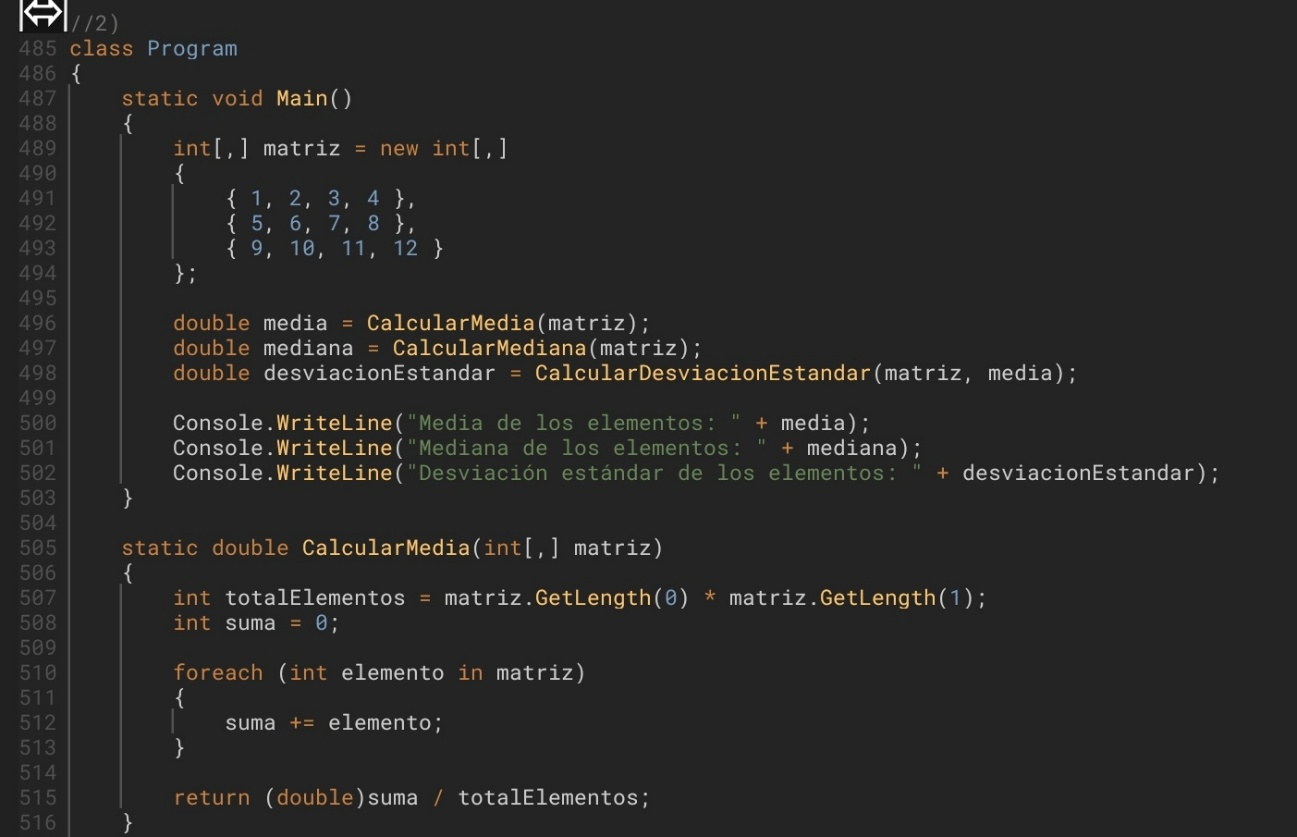 //2)
485 class Program
486 {
487     static void Main()
488     {
489         int[,] matriz = new int[,]
490         {
491             { 1, 2, 3, 4 },
492             { 5, 6, 7, 8 },
493             { 9, 10, 11, 12 }
494         };
495
496         double media = CalcularMedia(matriz);
497         double mediana = CalcularMediana(matriz);
498         double desviacionEstandar = CalcularDesviacionEstandar(matriz, media);
499
500         Console.WriteLine("Media de los elementos: " + media);
501         Console.WriteLine("Mediana de los elementos: " + mediana);
502         Console.WriteLine("Desviación estándar de los elementos: " + desviacionEstandar);
503     }
504
505     static double CalcularMedia(int[,] matriz)
506     {
507         int totalElementos = matriz.GetLength(0) * matriz.GetLength(1);
508         int suma = 0;
509
510         foreach (int elemento in matriz)
511         {
512             suma += elemento;
513         }
514
515         return (double)suma / totalElementos;
516     }